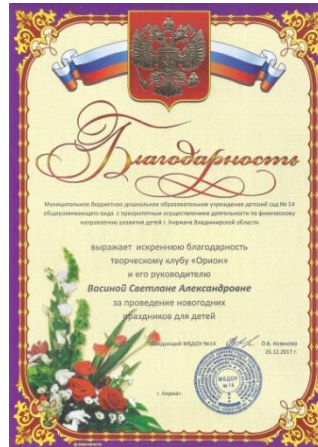 Благодарность
Муниципальное бюджетное дошкольное образовательное учреждение детский сад № 14
общеразвивающего вида с приоритетным осуществлением деятельности по физическому
направлению развития детей г. Киржача Владимирской области
выражает искреннюю благодарность
творческому клубу «Орион»
и его руководителю
Васиной Светлане Александровне
за проведение новогодних
праздников для детей
Заведующий МБДОУ №14
О.В. Новикова
25.12.2017 г.
МБДОУ
№14
г. Киржач